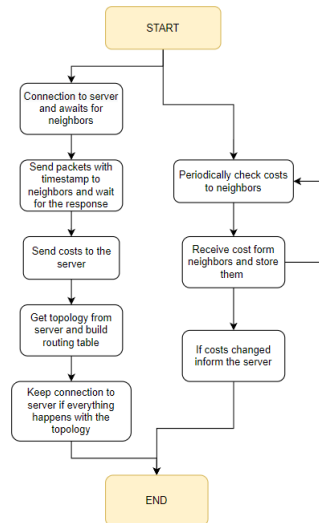 START
Connection to server
and awaits for
neighbors
Send packets with
timestamp to
neighbors and wait
for the response
Send costs to the
server
Get topology from
server and build
routing table
Keep connection to
server if everything
happens with the
topology
Periodically check costs
to neighbors
Receive cost form
neighbors and store
them
If costs changed
inform the server
END